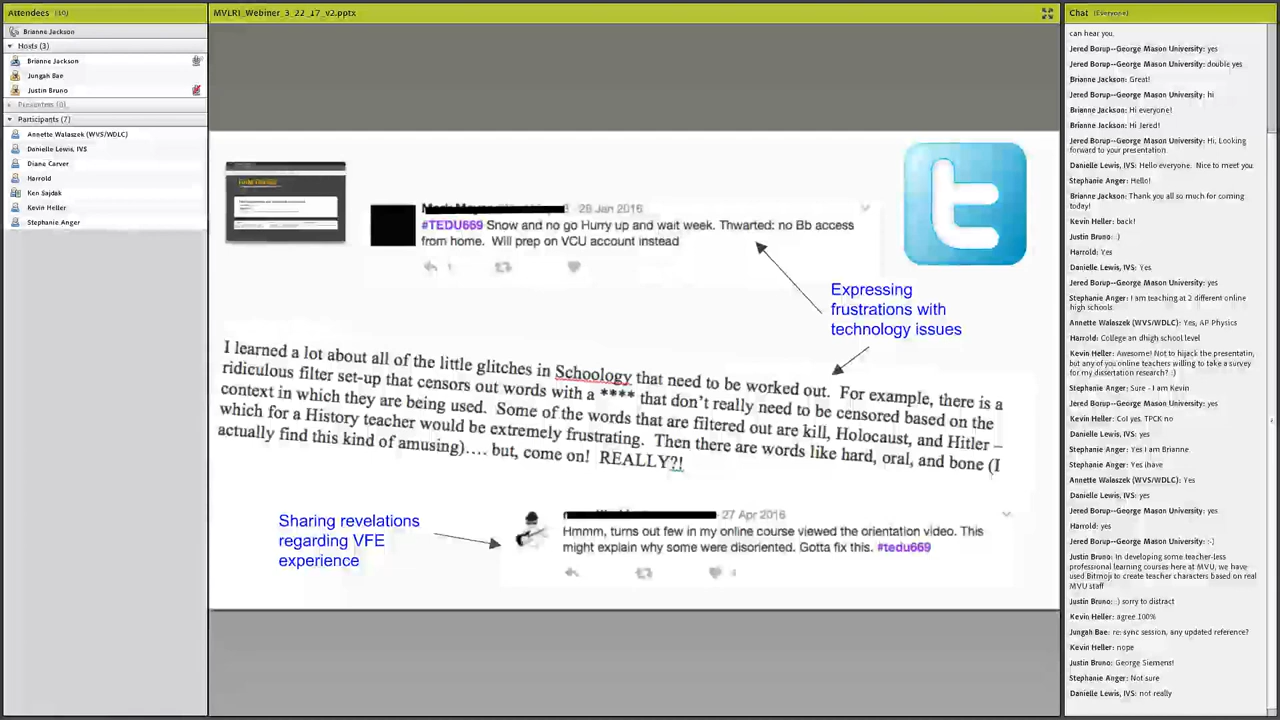 Attendees (10)
Brianne Jackson
Hosts (3)
Brianne Jackson
Jungah Bae
Justin Bruno
Presenters (0)
Participants (7)
Annette Walaszek (WVS/WDLC)
Danielle Lewis, IVS
Diane Carver
Harrold
Ken Sajdak
Kevin Heller
Stephanie Anger
MVLRI_Webiner_3_22_17_v2.pptx
28 Jan 2016
#TEDU669 Snow and no go Hurry up and wait week. Thwarted: no Bb access
from home. Will prep on VCU account instead
Expressing
frustrations with
technology issues
I learned a lot about all of the little glitches in Schoology that need to be worked out. For example, there is a
ridiculous filter set-up that censors out words with a **** that don't really need to be censored based on the
context in which they are being used. Some of the words that are filtered out are kill, Holocaust, and Hitler –
which for a History teacher would be extremely frustrating. Then there are words like hard, oral, and bone (I
actually find this kind of amusing)…. but, come on! REALLY?!
Sharing revelations
regarding VFE
experience
27 Apr 2016
Hmmm, turns out few in my online course viewed the orientation video. This
might explain why some were disoriented. Gotta fix this. #tedu669
Chat (Everyone)
can hear you,
Jered Borup--George Mason University: yes
Jered Borup--George Mason University: double yes
Brianne Jackson: Great!
Jered Borup--George Mason University: hi
Brianne Jackson: Hi everyone!
Brianne Jackson: Hi Jered!
Jered Borup--George Mason University: Hi, Looking
forward to your presentation.
Danielle Lewis, IVS: Hello everyone. Nice to meet you.
Stephanie Anger: Hello!
Brianne Jackson: Thank you all so much for coming
today!
Kevin Heller: back!
Justin Bruno: :)
Harrold: Yes
Danielle Lewis, IVS: Yes
Jered Borup--George Mason University: yes
Stephanie Anger: I am teaching at 2 different online
high schools
Annette Walaszek (WVS/WDLC): Yes, AP Physics
Harrold: College an dhigh school level
Kevin Heller: Awesome! Not to hijack the presentatin,
but any of you online teachers willing to take a survey
for my dissertation research? :)
Stephanie Anger: Sure - I am Kevin
Jered Borup--George Mason University: yes
Kevin Heller: CoI yes, TPCK no
Danielle Lewis, IVS: yes
Stephanie Anger: Yes I am Brianne
Stephanie Anger: Yes ihave
Annette Walaszek (WVS/WDLC): Yes
Danielle Lewis, IVS: yes
Jered Borup--George Mason University: yes
Harrold: yes
Jered Borup--George Mason University: :-)
Justin Bruno: In developing some teacher-less
professional learning courses here at MVU, we have
used Bitmoji to create teacher characters based on real
MVU staff
Justin Bruno: :) sorry to distract
Kevin Heller: agree 100%
Jungah Bae: re: sync session, any updated reference?
Kevin Heller: nope
Justin Bruno: George Siemens!
Stephanie Anger: Not sure
Danielle Lewis, IVS: not really